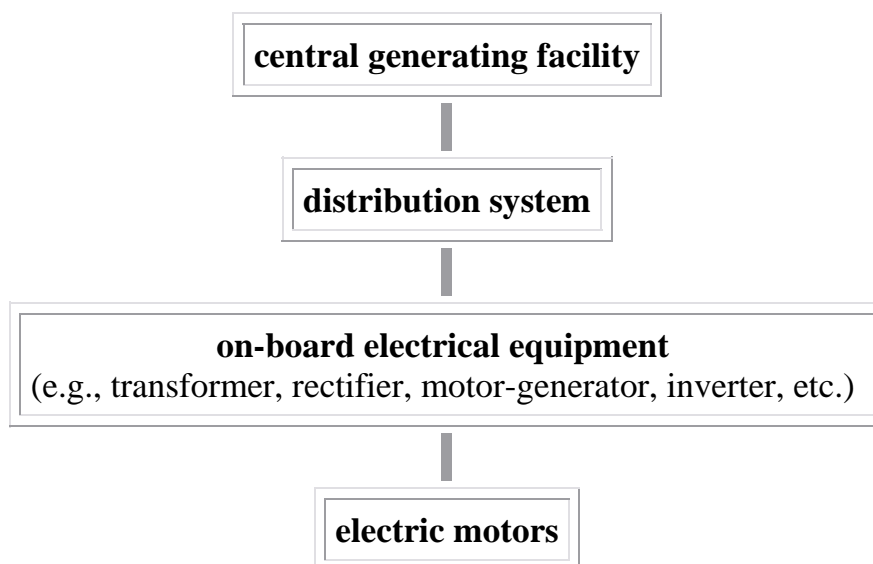 central generating facility
distribution system
on-board electrical equipment
(e.g., transformer, rectifier, motor-generator, inverter, etc.)
electric motors